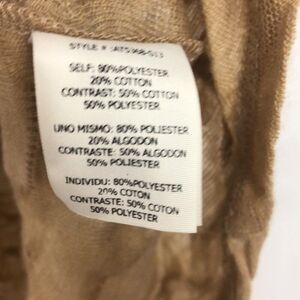 STYLE #
SELF: 80%POLYESTER
20% COTTON
CONTRAST: 50% COTTON
50% POLYESTER
UNO MISMO: 80% POLIESTER
20% ALGODON
CONTRASTE: 50% ALGODON
50% POLIESTER
INDIVIDU: 80%POLYESTER
20% COTON
CONTRASTE: 50% COTON
50% POLYESTER